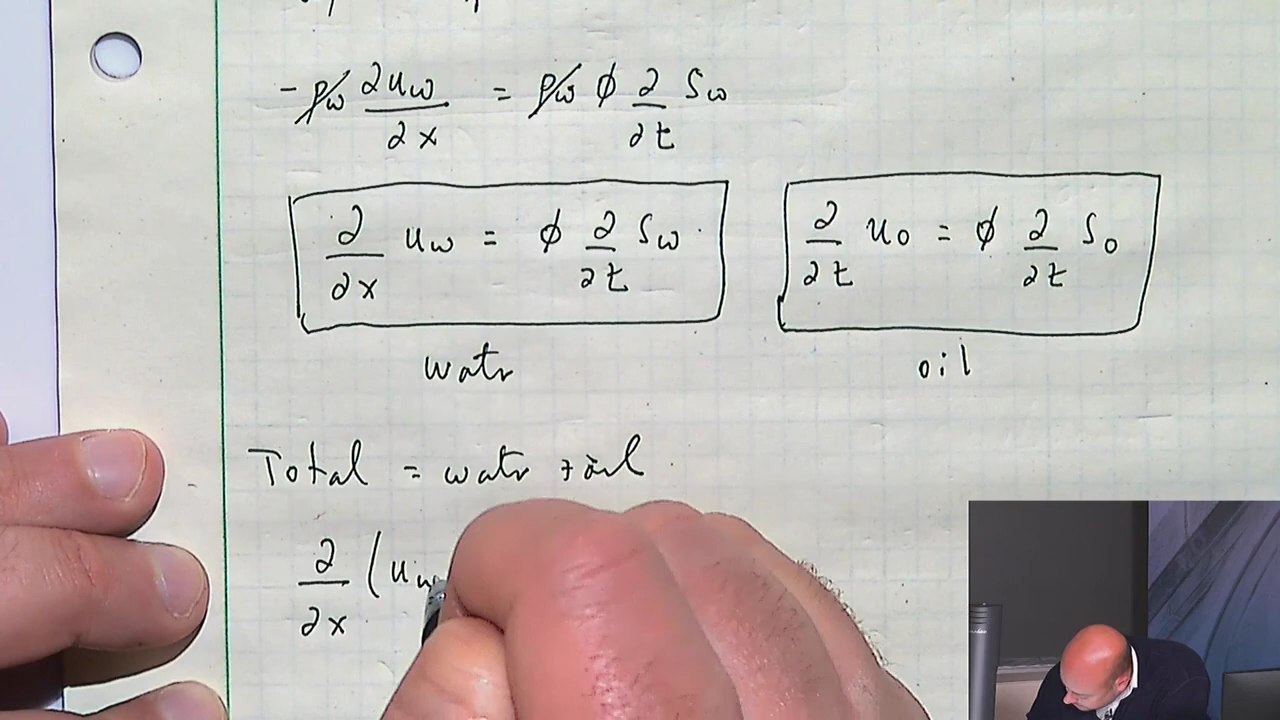 - ρw ∂uw/∂x = ρw ϕ ∂/∂t Sw
∂/∂x uw = ϕ ∂/∂t Sw    ∂/∂t uo = ϕ ∂/∂t So
watr    oil
Total = watr + oil
∂/∂x (uw